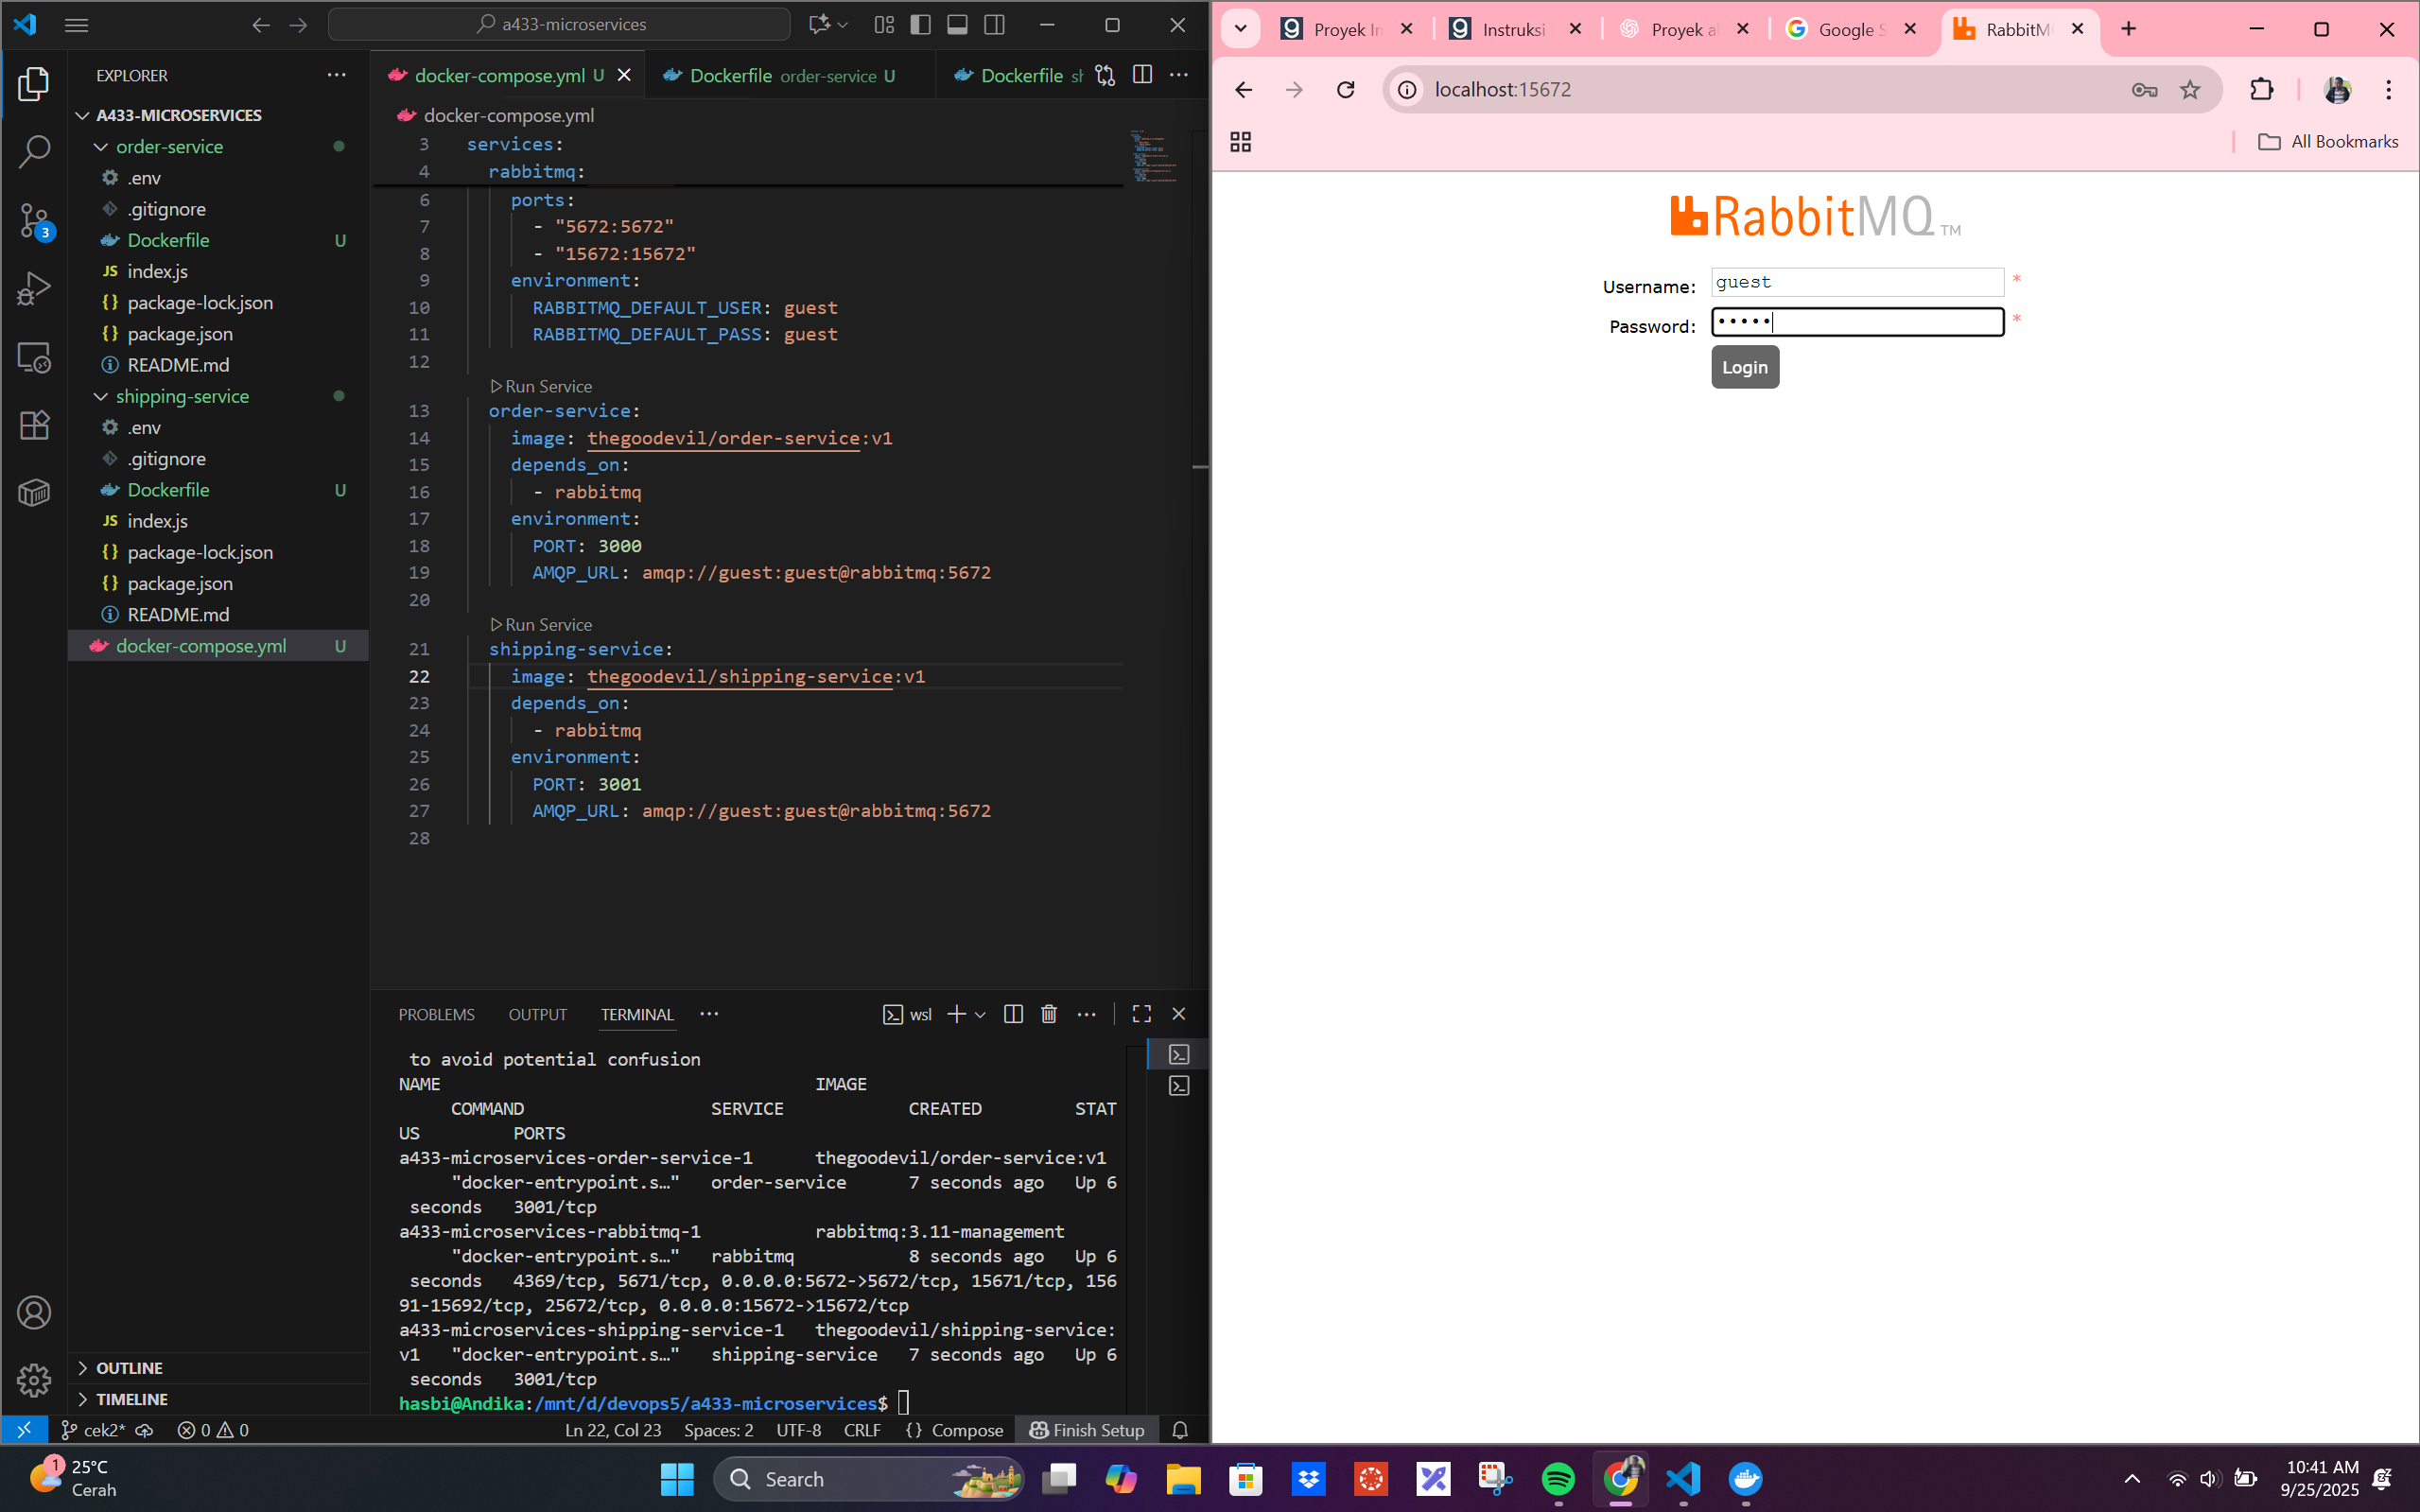 a433-microservices
EXPLORER
A433-MICROSERVICES
order-service
.env
.gitignore
Dockerfile U
JS index.js
{} package-lock.json
{} package.json
README.md
shipping-service
.env
.gitignore
Dockerfile U
JS index.js
{} package-lock.json
{} package.json
README.md
docker-compose.yml U
OUTLINE
TIMELINE
3
docker-compose.yml U
Dockerfile order-service U
Dockerfile
docker-compose.yml
3 services:
4 rabbitmq:
6 ports:
7 - "5672:5672"
8 - "15672:15672"
9 environment:
10 RABBITMQ_DEFAULT_USER: guest
11 RABBITMQ_DEFAULT_PASS: guest
12
Run Service
13 order-service:
14 image: thegoodevil/order-service:v1
15 depends_on:
16 - rabbitmq
17 environment:
18 PORT: 3000
19 AMQP_URL: amqp://guest:guest@rabbitmq:5672
20
Run Service
21 shipping-service:
22 image: thegoodevil/shipping-service:v1
23 depends_on:
24 - rabbitmq
25 environment:
26 PORT: 3001
27 AMQP_URL: amqp://guest:guest@rabbitmq:5672
28
PROBLEMS OUTPUT TERMINAL ··· wsl
to avoid potential confusion
NAME IMAGE
COMMAND SERVICE CREATED STAT
US PORTS
a433-microservices-order-service-1 thegoodevil/order-service:v1
"docker-entrypoint.s…" order-service 7 seconds ago Up 6
seconds 3001/tcp
a433-microservices-rabbitmq-1 rabbitmq:3.11-management
"docker-entrypoint.s…" rabbitmq 8 seconds ago Up 6
seconds 4369/tcp, 5671/tcp, 0.0.0.0:5672->5672/tcp, 15671/tcp, 156
91-15692/tcp, 25672/tcp, 0.0.0.0:15672->15672/tcp
a433-microservices-shipping-service-1 thegoodevil/shipping-service:
v1 "docker-entrypoint.s…" shipping-service 7 seconds ago Up 6
seconds 3001/tcp
hasbi@Andika:/mnt/d/devops5/a433-microservices$
cek2* 0 0 Ln 22, Col 23 Spaces: 2 UTF-8 CRLF {} Compose Finish Setup
Proyek In
Instruksi
Proyek a
Google S
RabbitM
localhost:15672
All Bookmarks
RabbitMQ TM
Username: guest *
Password: ••••• *
Login
1
25°C
Cerah
Search
10:41 AM
9/25/2025